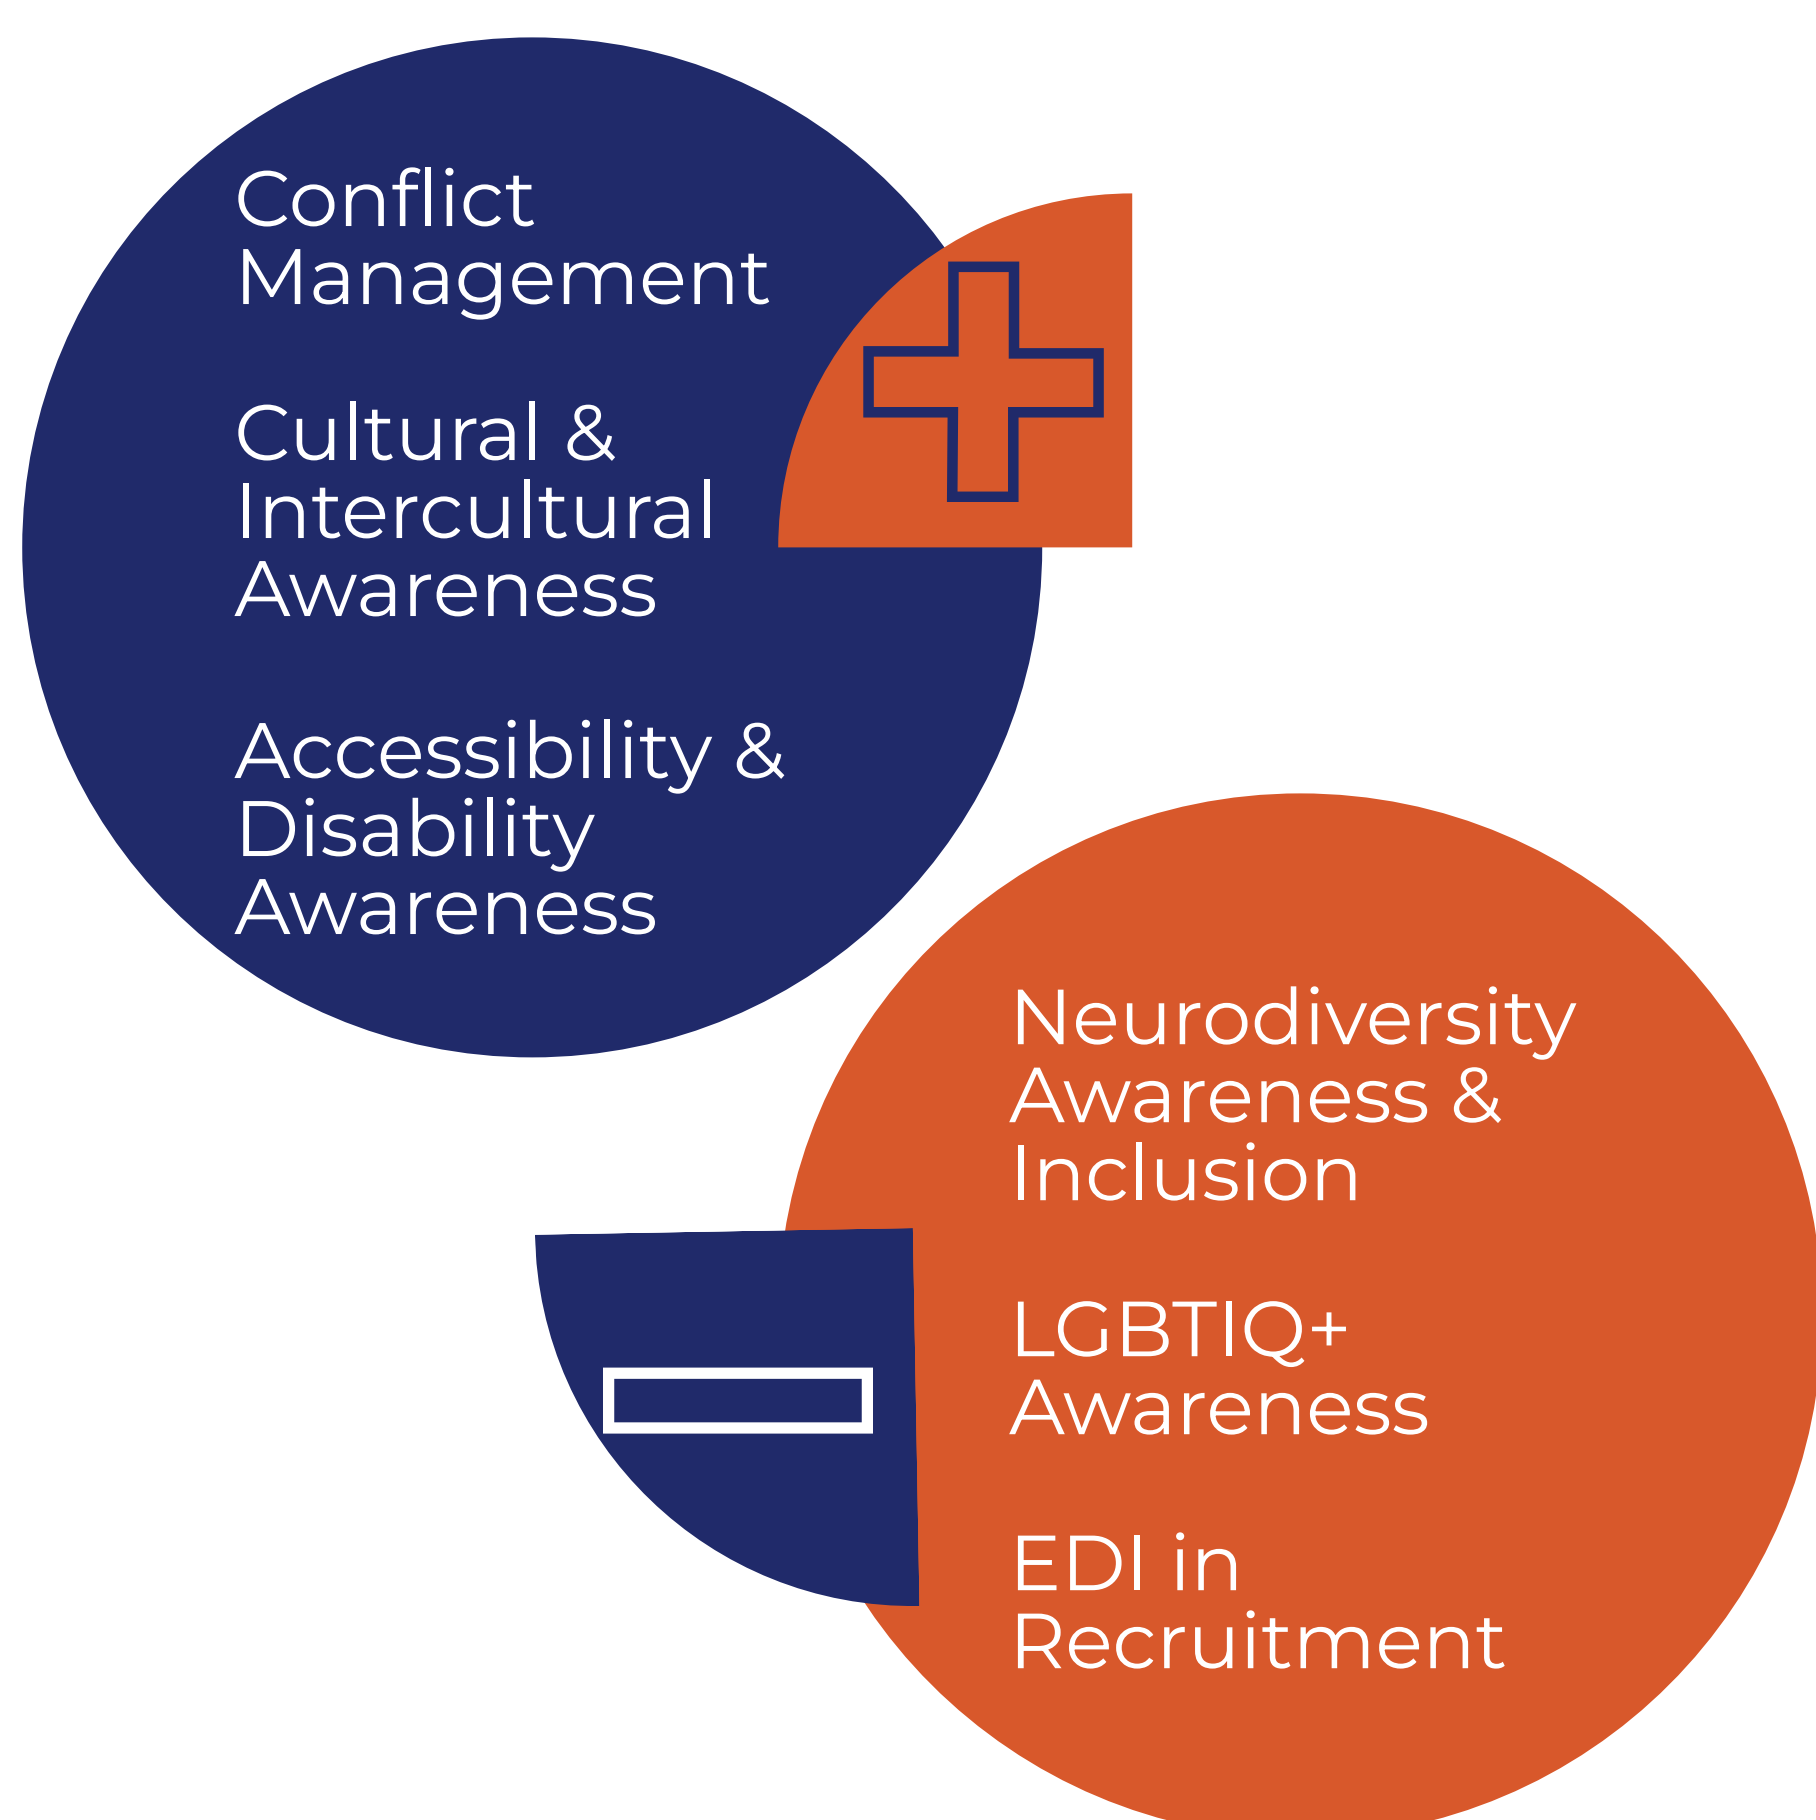 Conflict
Management
Cultural &
Intercultural
Awareness
Accessibility &
Disability
Awareness
Neurodiversity
Awareness &
Inclusion
LGBTIQ+
Awareness
EDI in
Recruitment